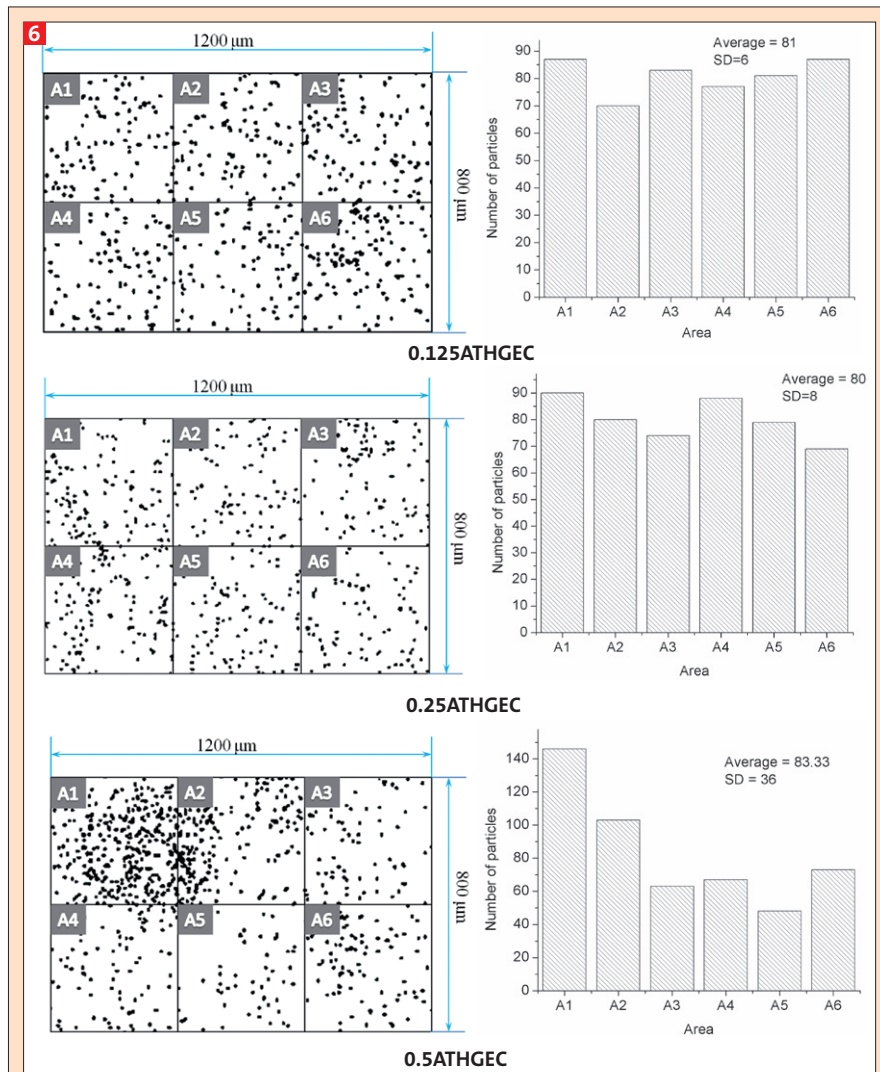 6
1200 µm
A1 A2 A3
A4 A5 A6
800 µm
Average = 81
SD=6
Number of particles
90
80
70
60
50
40
30
20
10
0
A1 A2 A3 A4 A5 A6
Area
0.125ATHGEC
1200 µm
A1 A2 A3
A4 A5 A6
800 µm
Average = 80
SD=8
Number of particles
90
80
70
60
50
40
30
20
10
0
A1 A2 A3 A4 A5 A6
Area
0.25ATHGEC
1200 µm
A1 A2 A3
A4 A5 A6
800 µm
Average = 83.33
SD = 36
Number of particles
140
120
100
80
60
40
20
0
A1 A2 A3 A4 A5 A6
Area
0.5ATHGEC